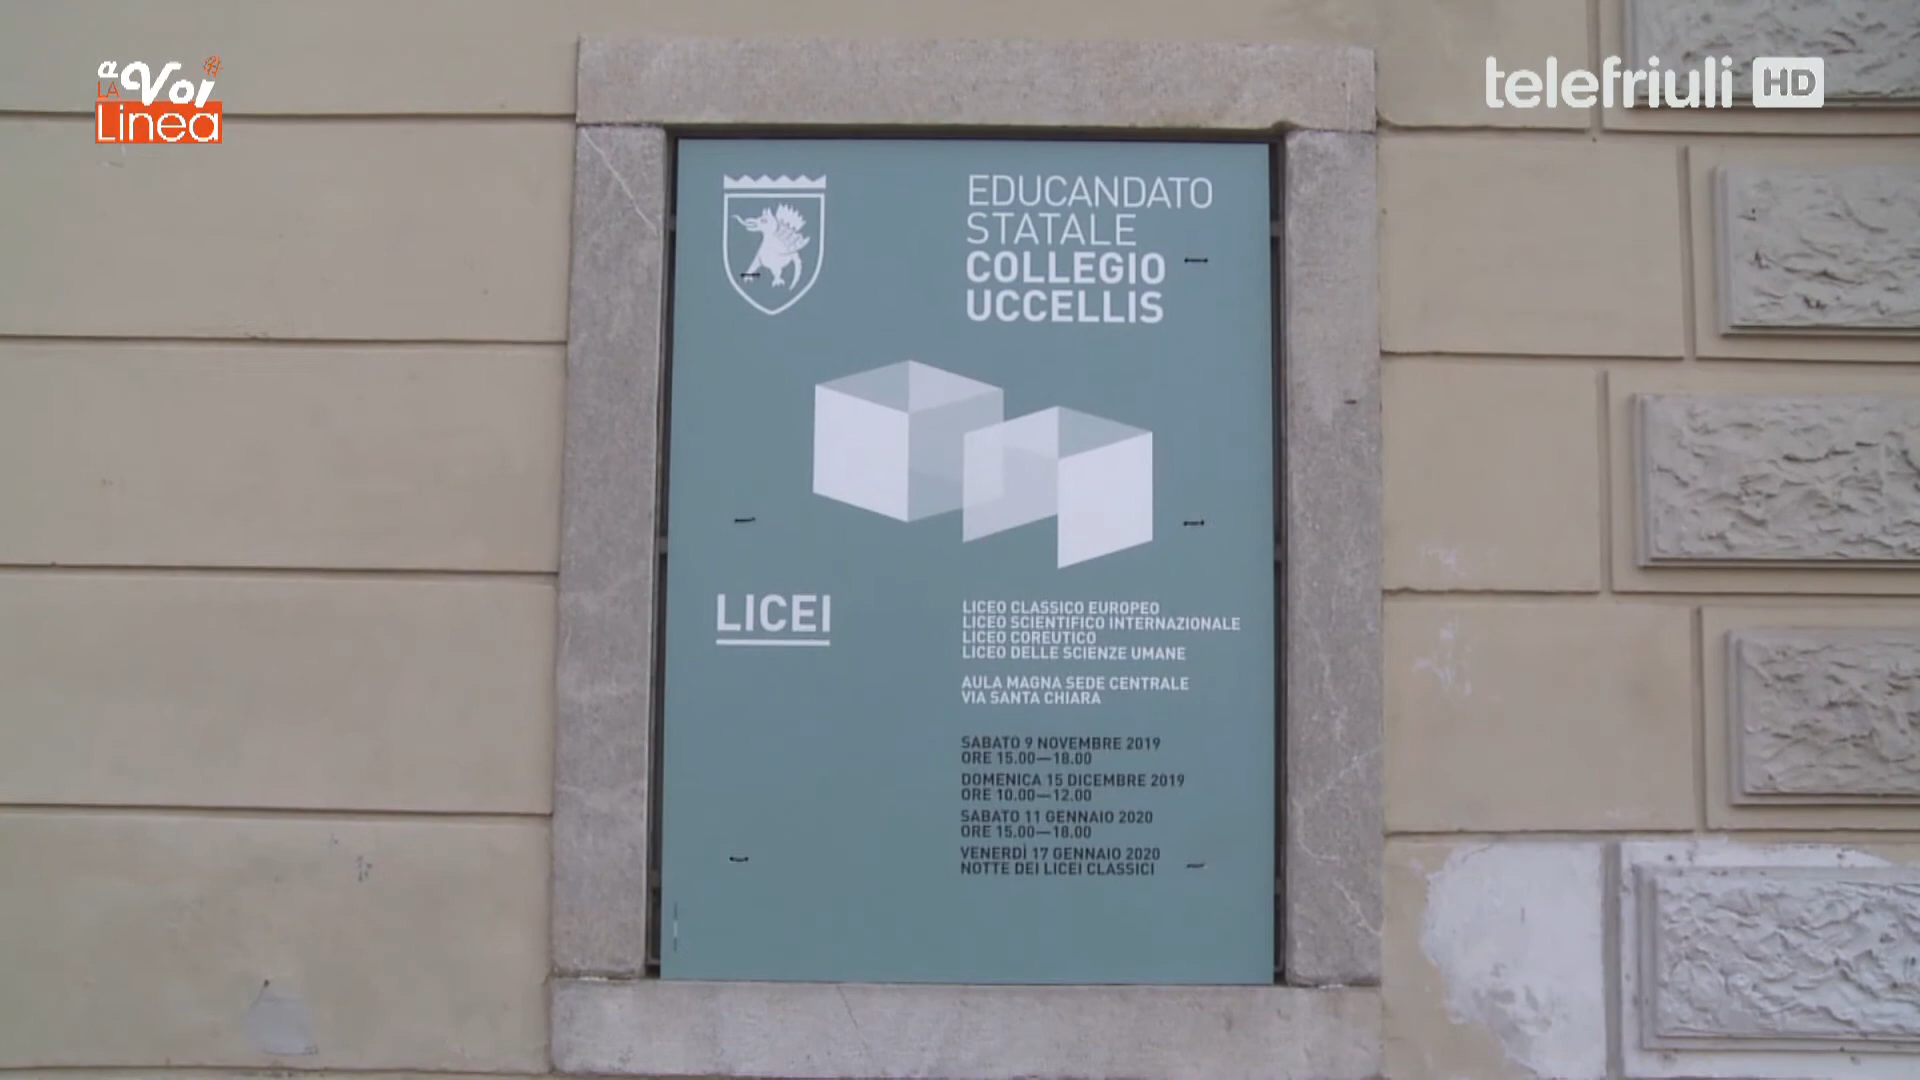 a Voi
LA
Linea
telefriuli HD
EDUCANDATO
STATALE
COLLEGIO
UCCELLIS
LICEI
LICEO CLASSICO EUROPEO
LICEO SCIENTIFICO INTERNAZIONALE
LICEO COREUTICO
LICEO DELLE SCIENZE UMANE
AULA MAGNA SEDE CENTRALE
VIA SANTA CHIARA
SABATO 9 NOVEMBRE 2019
ORE 15.00—18.00
DOMENICA 15 DICEMBRE 2019
ORE 10.00—12.00
SABATO 11 GENNAIO 2020
ORE 15.00—18.00
VENERDÌ 17 GENNAIO 2020
NOTTE DEI LICEI CLASSICI